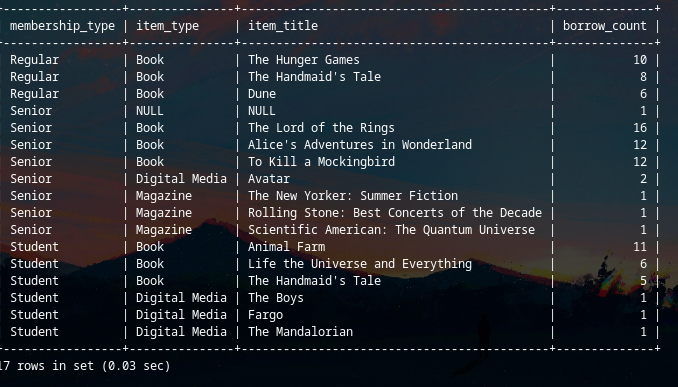 membership_type | item_type | item_title | borrow_count |
Regular | Book | The Hunger Games | 10 |
Regular | Book | The Handmaid's Tale | 8 |
Regular | Book | Dune | 6 |
Senior | NULL | NULL | 1 |
Senior | Book | The Lord of the Rings | 16 |
Senior | Book | Alice's Adventures in Wonderland | 12 |
Senior | Book | To Kill a Mockingbird | 12 |
Senior | Digital Media | Avatar | 2 |
Senior | Magazine | The New Yorker: Summer Fiction | 1 |
Senior | Magazine | Rolling Stone: Best Concerts of the Decade | 1 |
Senior | Magazine | Scientific American: The Quantum Universe | 1 |
Student | Book | Animal Farm | 11 |
Student | Book | Life the Universe and Everything | 6 |
Student | Book | The Handmaid's Tale | 5 |
Student | Digital Media | The Boys | 1 |
Student | Digital Media | Fargo | 1 |
Student | Digital Media | The Mandalorian | 1 |
17 rows in set (0.03 sec)